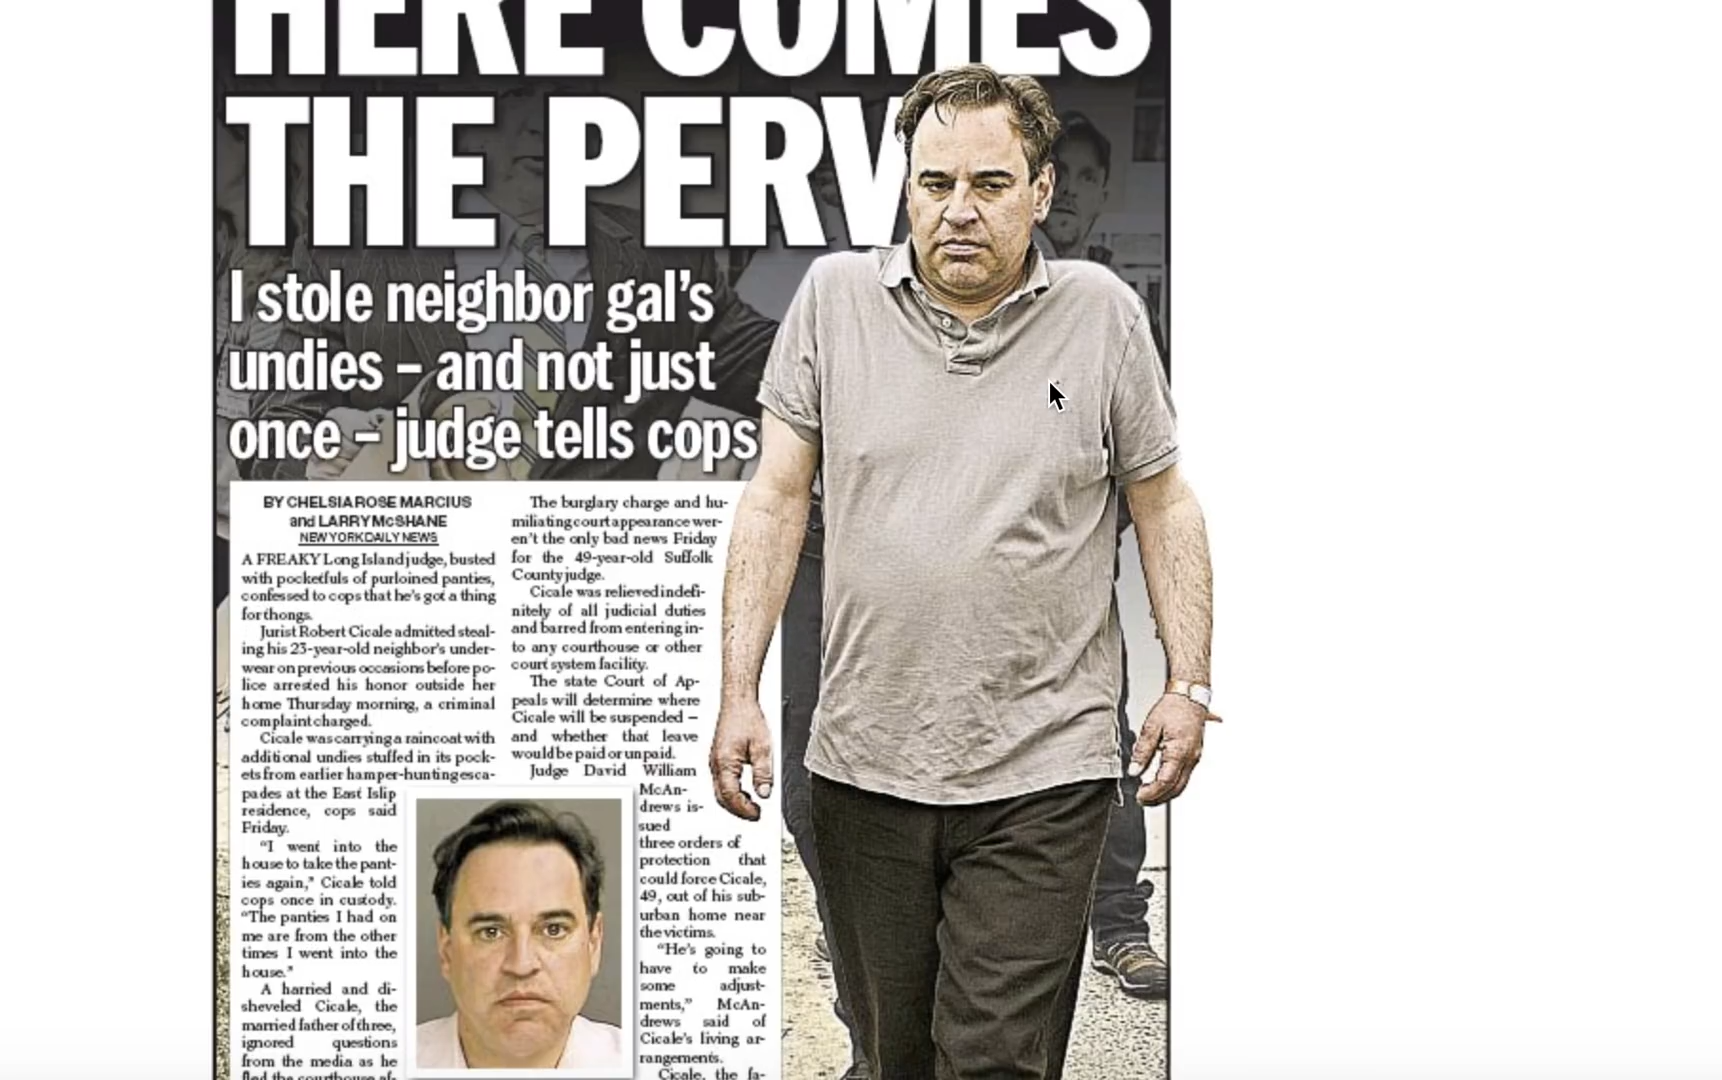 HERE COMES
THE PERV
I stole neighbor gal's
undies – and not just
once – judge tells cops
BY CHELSIA ROSE MARCIUS
and LARRY McSHANE
NEW YORK DAILY NEWS
A FREAKY Long Island judge, busted
with pocketfuls of purloined panties,
confessed to cops that he's got a thing
for thongs.
Jurist Robert Cicale admitted steal-
ing his 23-year-old neighbor's under-
wear on previous occasions before po-
lice arrested his honor outside her
home Thursday morning, a criminal
complaint charged.
Cicale was carrying a raincoat with
additional undies stuffed in its pock-
ets from earlier hamper-hunting esca-
pades at the East Islip
residence, cops said
Friday.
"I went into the
house to take the pant-
ies again," Cicale told
cops once in custody.
"The panties I had on
me are from the other
times I went into the
house."
A harried and di-
sheveled Cicale, the
married father of three,
ignored questions
from the media as he
fled the courthouse af-
The burglary charge and hu-
miliating court appearance wer-
en't the only bad news Friday
for the 49-year-old Suffolk
County judge.
Cicale was relieved indefi-
nitely of all judicial duties
and barred from entering in-
to any courthouse or other
court system facility.
The state Court of Ap-
peals will determine where
Cicale will be suspended –
and whether that leave
would be paid or unpaid.
Judge David William
McAn-
drews is-
sued
three orders of
protection that
could force Cicale,
49, out of his sub-
urban home near
the victims.
"He's going to
have to make
some adjust-
ments," McAn-
drews said of
Cicale's living ar-
rangements.
Cicale, the fa-